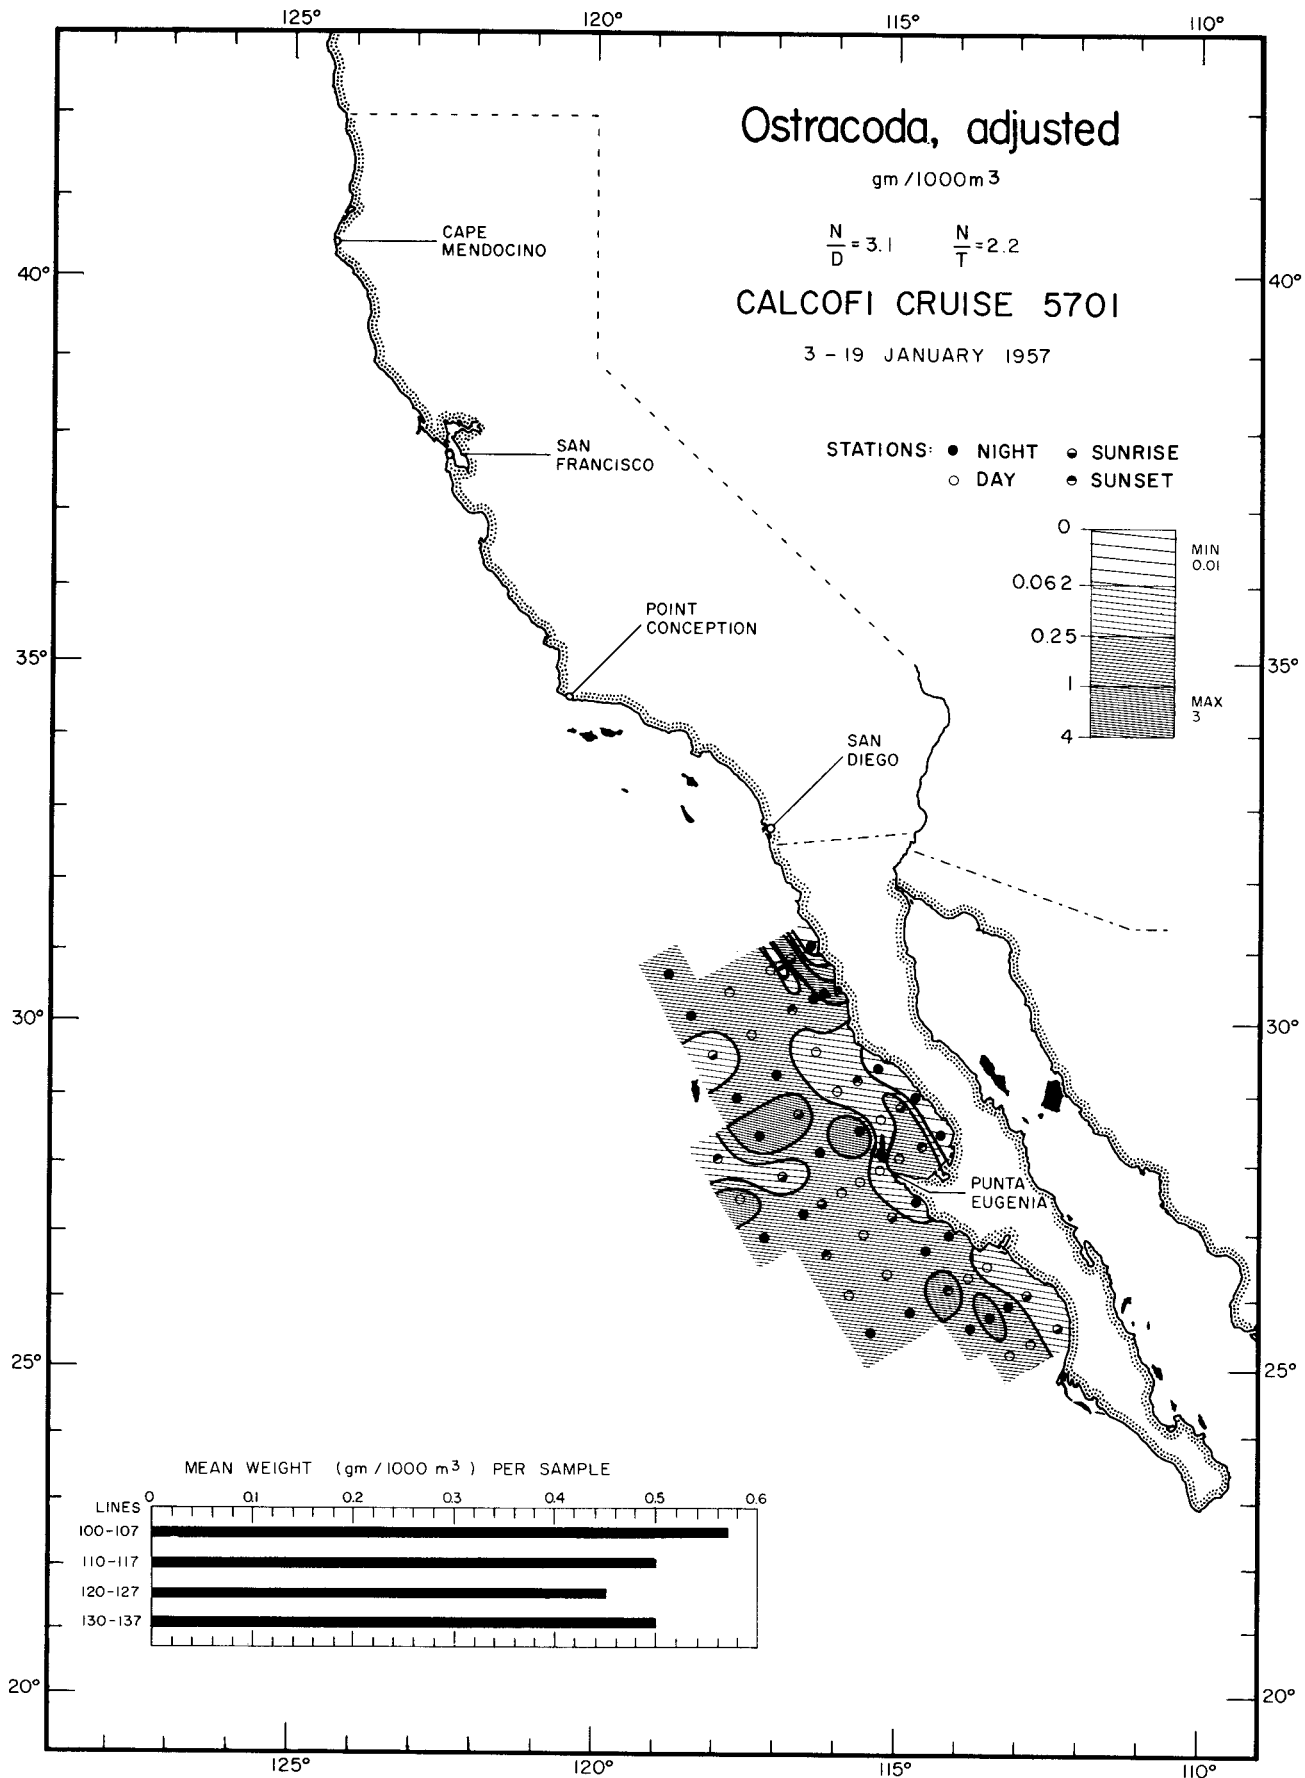 125° 120° 115° 110°
Ostracoda, adjusted
gm/1000m³
N/D = 3.1 N/T = 2.2
CALCOFI CRUISE 5701
3 – 19 JANUARY 1957
STATIONS: ● NIGHT ◒ SUNRISE
○ DAY ◓ SUNSET
CAPE
MENDOCINO
40° 40°
SAN
FRANCISCO
0
MIN
0.01
0.062
0.25
1
MAX
3
4
POINT
CONCEPTION
35° 35°
SAN
DIEGO
30° 30°
PUNTA
EUGENIA
25° 25°
MEAN WEIGHT (gm/1000 m³) PER SAMPLE
LINES 0 0.1 0.2 0.3 0.4 0.5 0.6
100-107
110-117
120-127
130-137
20° 20°
125° 120° 115° 110°